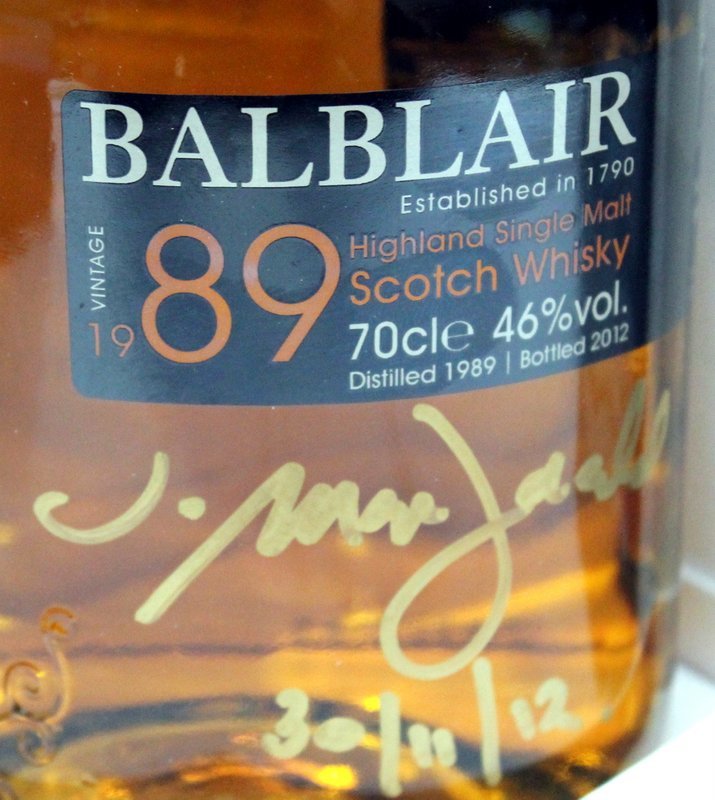 BALBLAIR
Established in 1790
VINTAGE
1989
Highland Single Malt
Scotch Whisky
70cle 46%vol.
Distilled 1989 | Bottled 2012
J. MacDonald
30/11/12